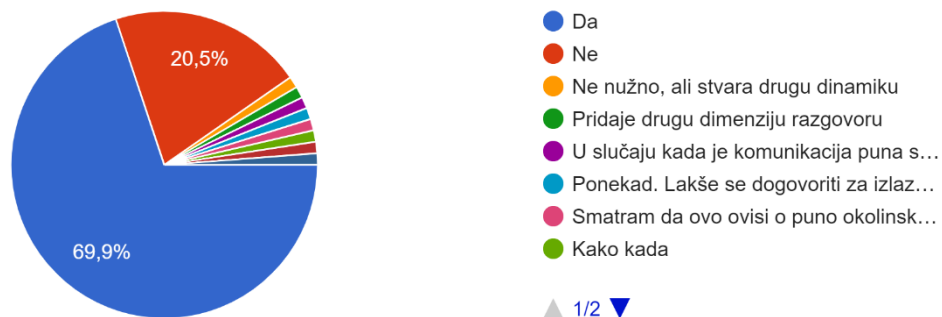 20,5%
69,9%
Da
Ne
Ne nužno, ali stvara drugu dinamiku
Pridaje drugu dimenziju razgovoru
U slučaju kada je komunikacija puna s…
Ponekad. Lakše se dogovoriti za izlaz…
Smatram da ovo ovisi o puno okolinsk…
Kako kada
1/2